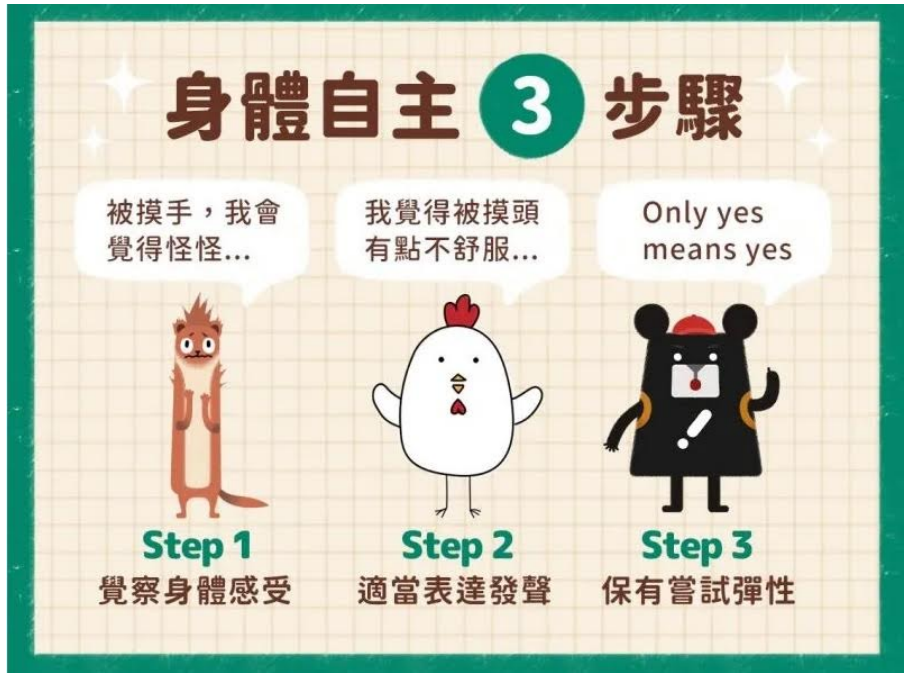 身體自主 3 步驟
被摸手，我會
覺得怪怪...
我覺得被摸頭
有點不舒服...
Only yes
means yes
Step 1
覺察身體感受
Step 2
適當表達發聲
Step 3
保有嘗試彈性